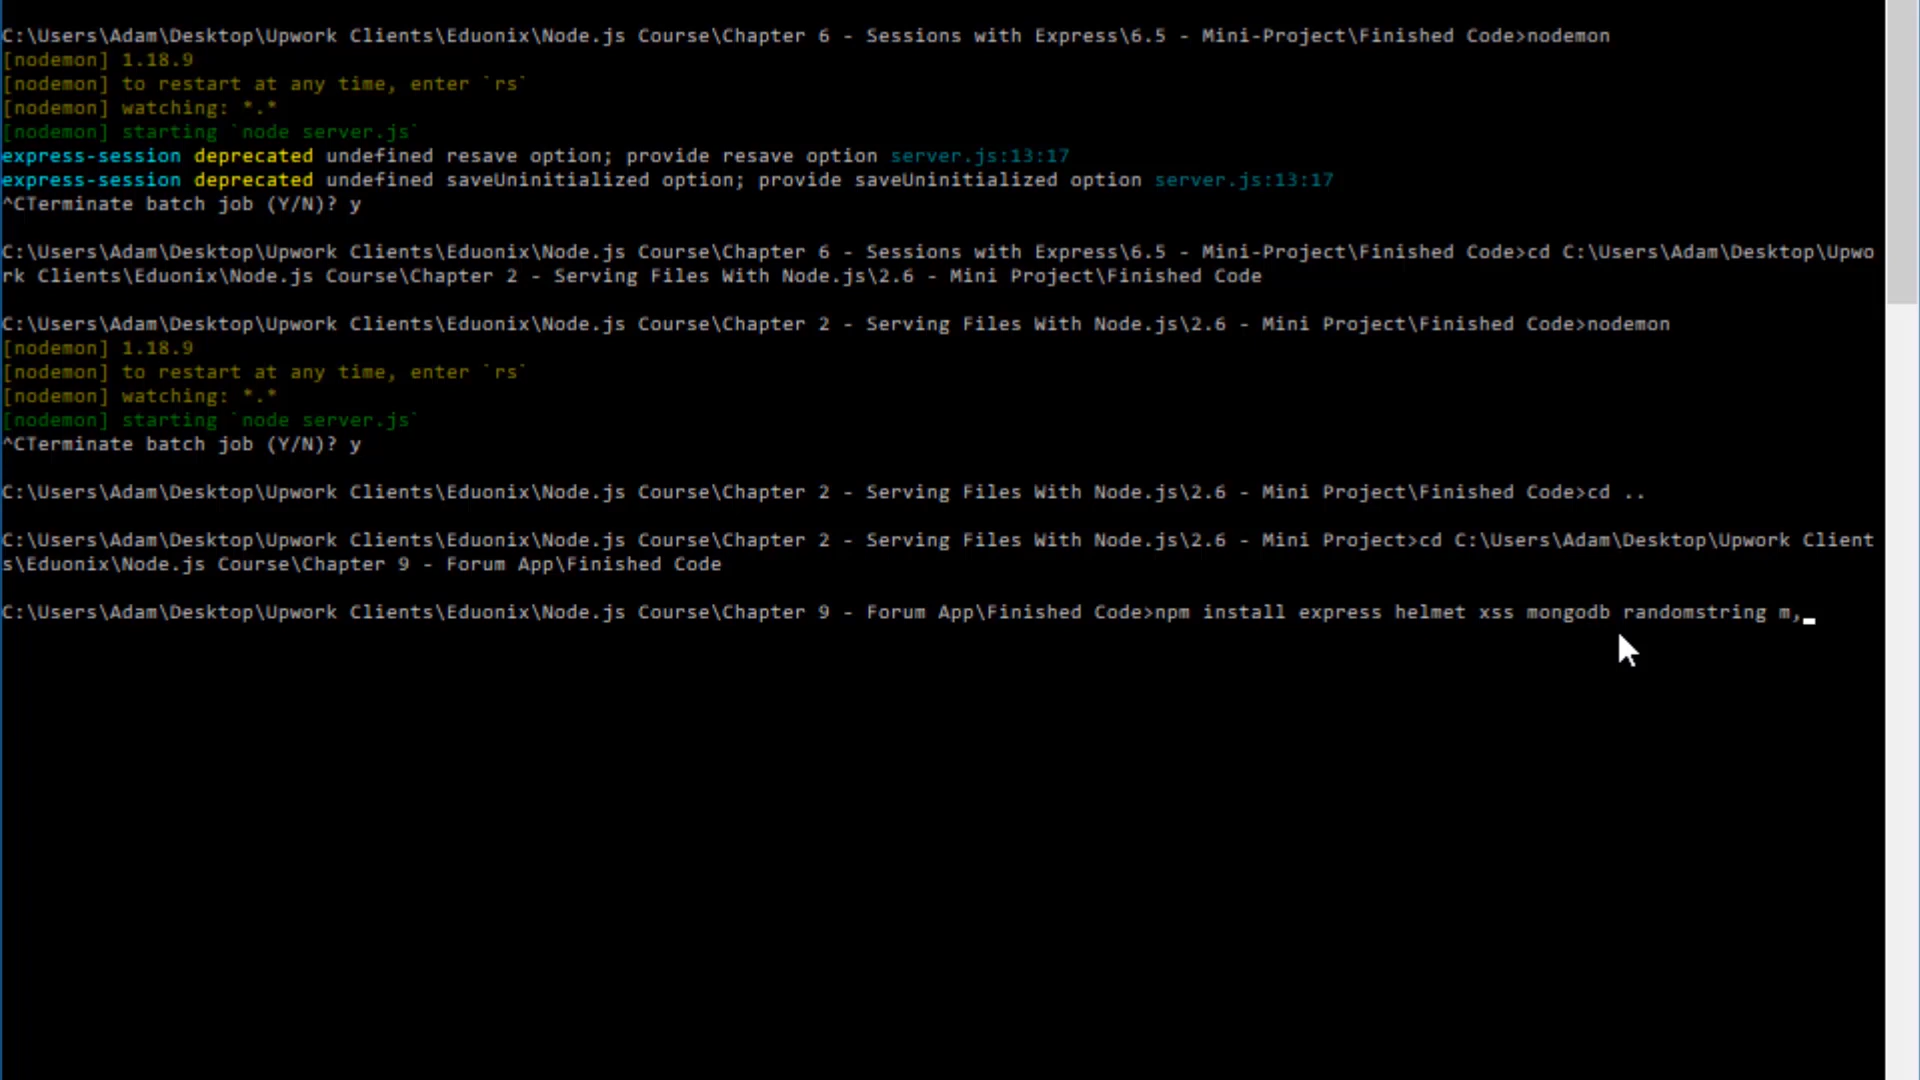 C:\Users\Adam\Desktop\Upwork Clients\Eduonix\Node.js Course\Chapter 6 - Sessions with Express\6.5 - Mini-Project\Finished Code>nodemon
[nodemon] 1.18.9
[nodemon] to restart at any time, enter `rs`
[nodemon] watching: *.*
[nodemon] starting `node server.js`
express-session deprecated undefined resave option; provide resave option server.js:13:17
express-session deprecated undefined saveUninitialized option; provide saveUninitialized option server.js:13:17
^CTerminate batch job (Y/N)? y
C:\Users\Adam\Desktop\Upwork Clients\Eduonix\Node.js Course\Chapter 6 - Sessions with Express\6.5 - Mini-Project\Finished Code>cd C:\Users\Adam\Desktop\Upwo
rk Clients\Eduonix\Node.js Course\Chapter 2 - Serving Files With Node.js\2.6 - Mini Project\Finished Code
C:\Users\Adam\Desktop\Upwork Clients\Eduonix\Node.js Course\Chapter 2 - Serving Files With Node.js\2.6 - Mini Project\Finished Code>nodemon
[nodemon] 1.18.9
[nodemon] to restart at any time, enter `rs`
[nodemon] watching: *.*
[nodemon] starting `node server.js`
^CTerminate batch job (Y/N)? y
C:\Users\Adam\Desktop\Upwork Clients\Eduonix\Node.js Course\Chapter 2 - Serving Files With Node.js\2.6 - Mini Project\Finished Code>cd ..
C:\Users\Adam\Desktop\Upwork Clients\Eduonix\Node.js Course\Chapter 2 - Serving Files With Node.js\2.6 - Mini Project>cd C:\Users\Adam\Desktop\Upwork Client
s\Eduonix\Node.js Course\Chapter 9 - Forum App\Finished Code
C:\Users\Adam\Desktop\Upwork Clients\Eduonix\Node.js Course\Chapter 9 - Forum App\Finished Code>npm install express helmet xss mongodb randomstring m,